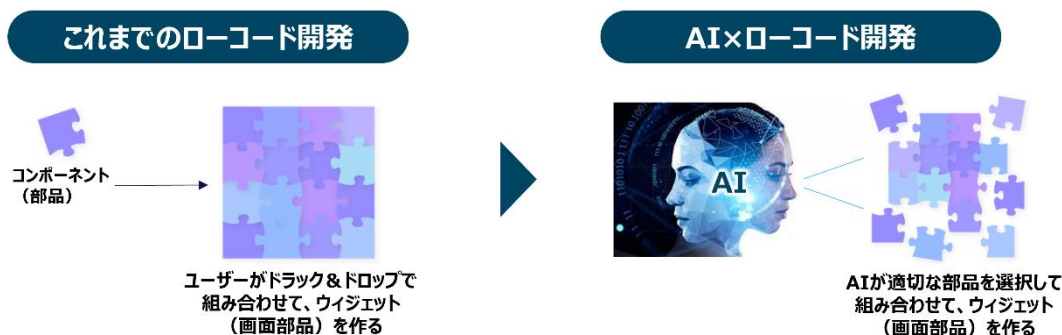 これまでのローコード開発
AI×ローコード開発
コンポーネント
（部品）
ユーザーがドラック＆ドロップで
組み合わせて、ウィジェット
（画面部品）を作る
AI
AIが適切な部品を選択して
組み合わせて、ウィジェット
（画面部品）を作る